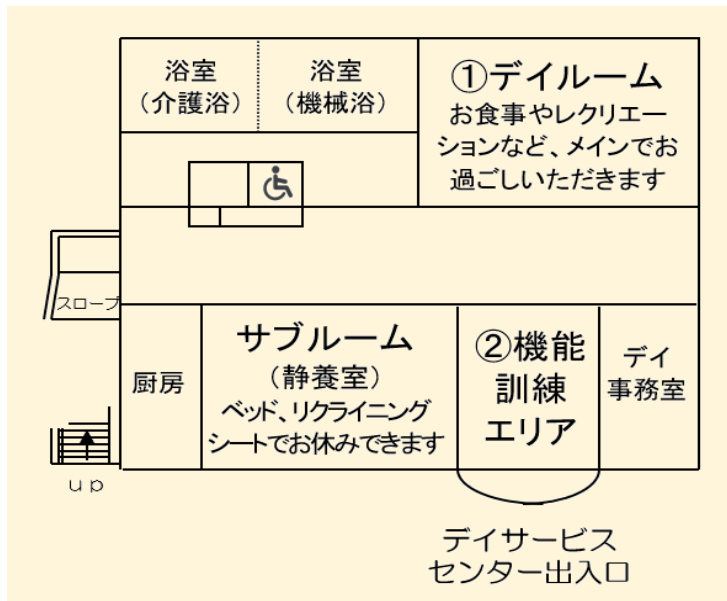 浴室
（介護浴）
浴室
（機械浴）
①デイルーム
お食事やレクリエー
ションなど、メインでお
過ごしいただきます
スロープ
厨房
サブルーム
（静養室）
ベッド、リクライニング
シートでお休みできます
②機能
訓練
エリア
デイ
事務室
up
デイサービス
センター出入口